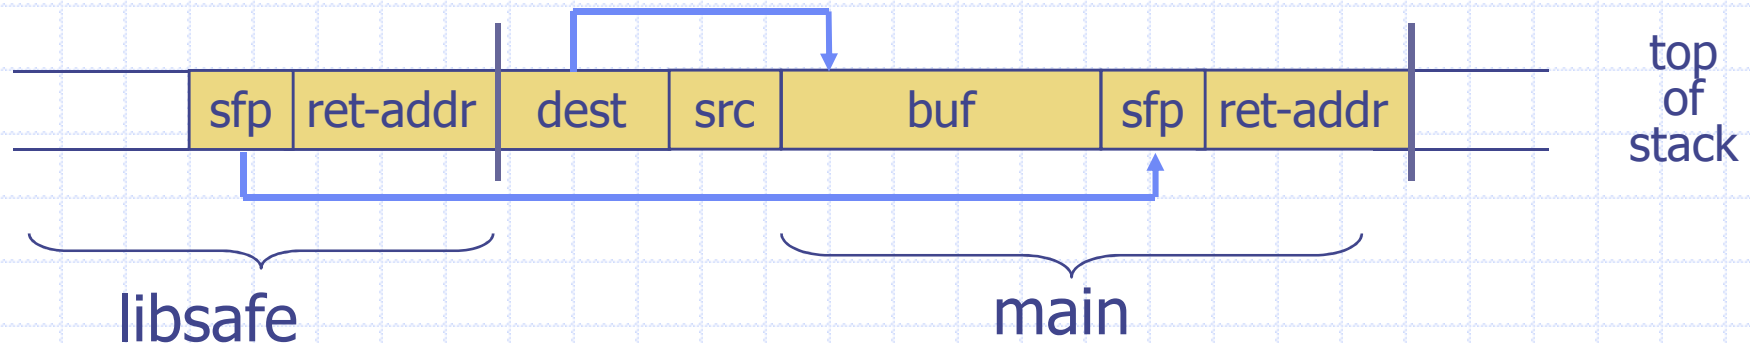 sfp ret-addr dest src buf sfp ret-addr
top
of
stack
libsafe
main